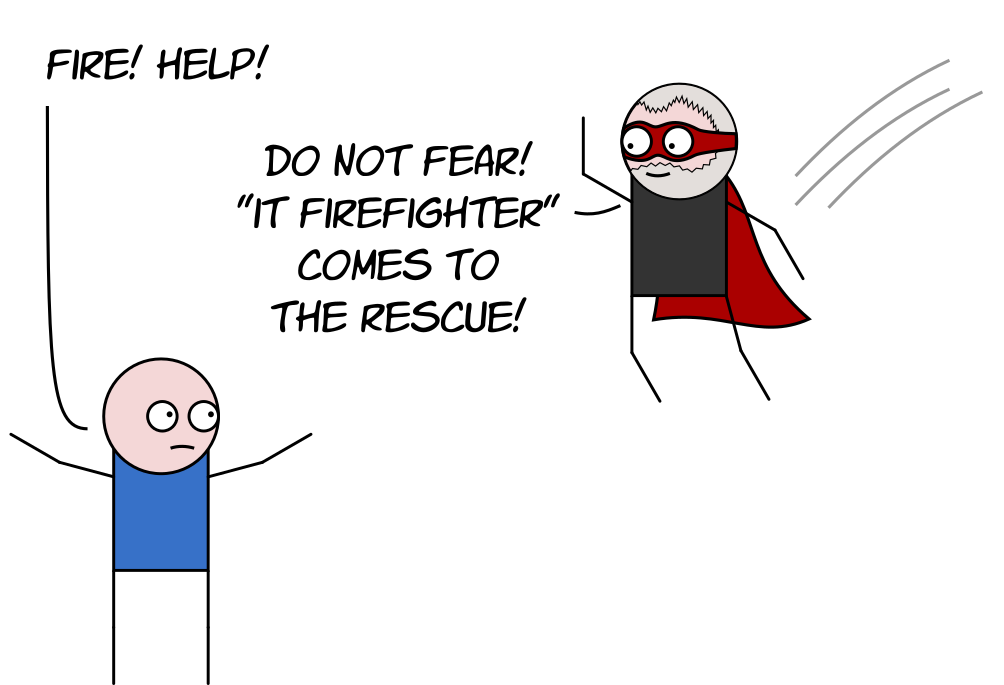 FIRE! HELP!
DO NOT FEAR!
"IT FIREFIGHTER"
COMES TO
THE RESCUE!